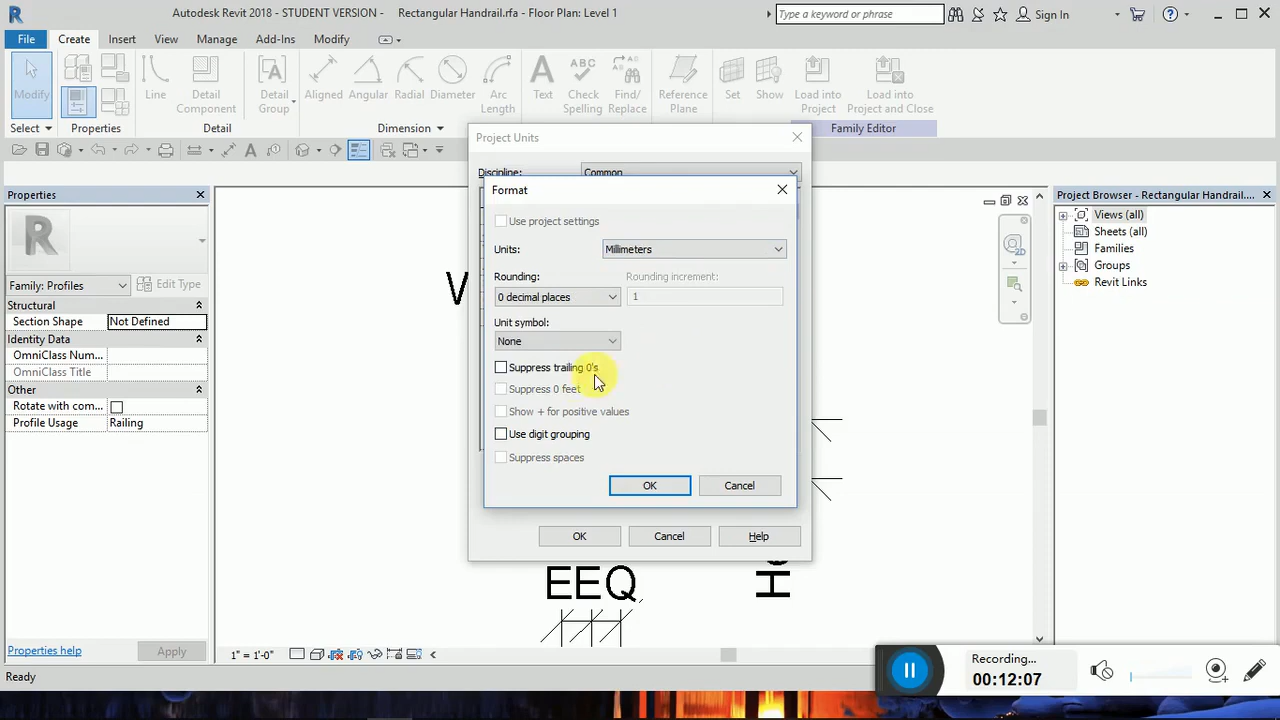 Autodesk Revit 2018 - STUDENT VERSION - Rectangular Handrail.rfa - Floor Plan: Level 1
Type a keyword or phrase
Sign In
File Create Insert View Manage Add-Ins Modify
Modify
Line
Detail Component
Detail Group
Aligned Angular Radial Diameter Arc Length
Text
Check Spelling
Find/ Replace
Reference Plane
Set Show
Load into Project
Load into Project and Close
Select Properties Detail Dimension Family Editor
Project Units
Discipline: Common
Format
Use project settings
Units: Millimeters
Rounding: Rounding increment:
0 decimal places 1
Unit symbol:
None
Suppress trailing 0's
Suppress 0 feet
Show + for positive values
Use digit grouping
Suppress spaces
OK Cancel
OK Cancel Help
Properties
R
Family: Profiles Edit Type
Structural
Section Shape Not Defined
Identity Data
OmniClass Num...
OmniClass Title
Other
Rotate with com...
Profile Usage Railing
Properties help Apply
Project Browser - Rectangular Handrail....
Views (all)
Sheets (all)
Families
Groups
Revit Links
V
EEQ
H
1" = 1'-0"
Ready
Recording...
00:12:07